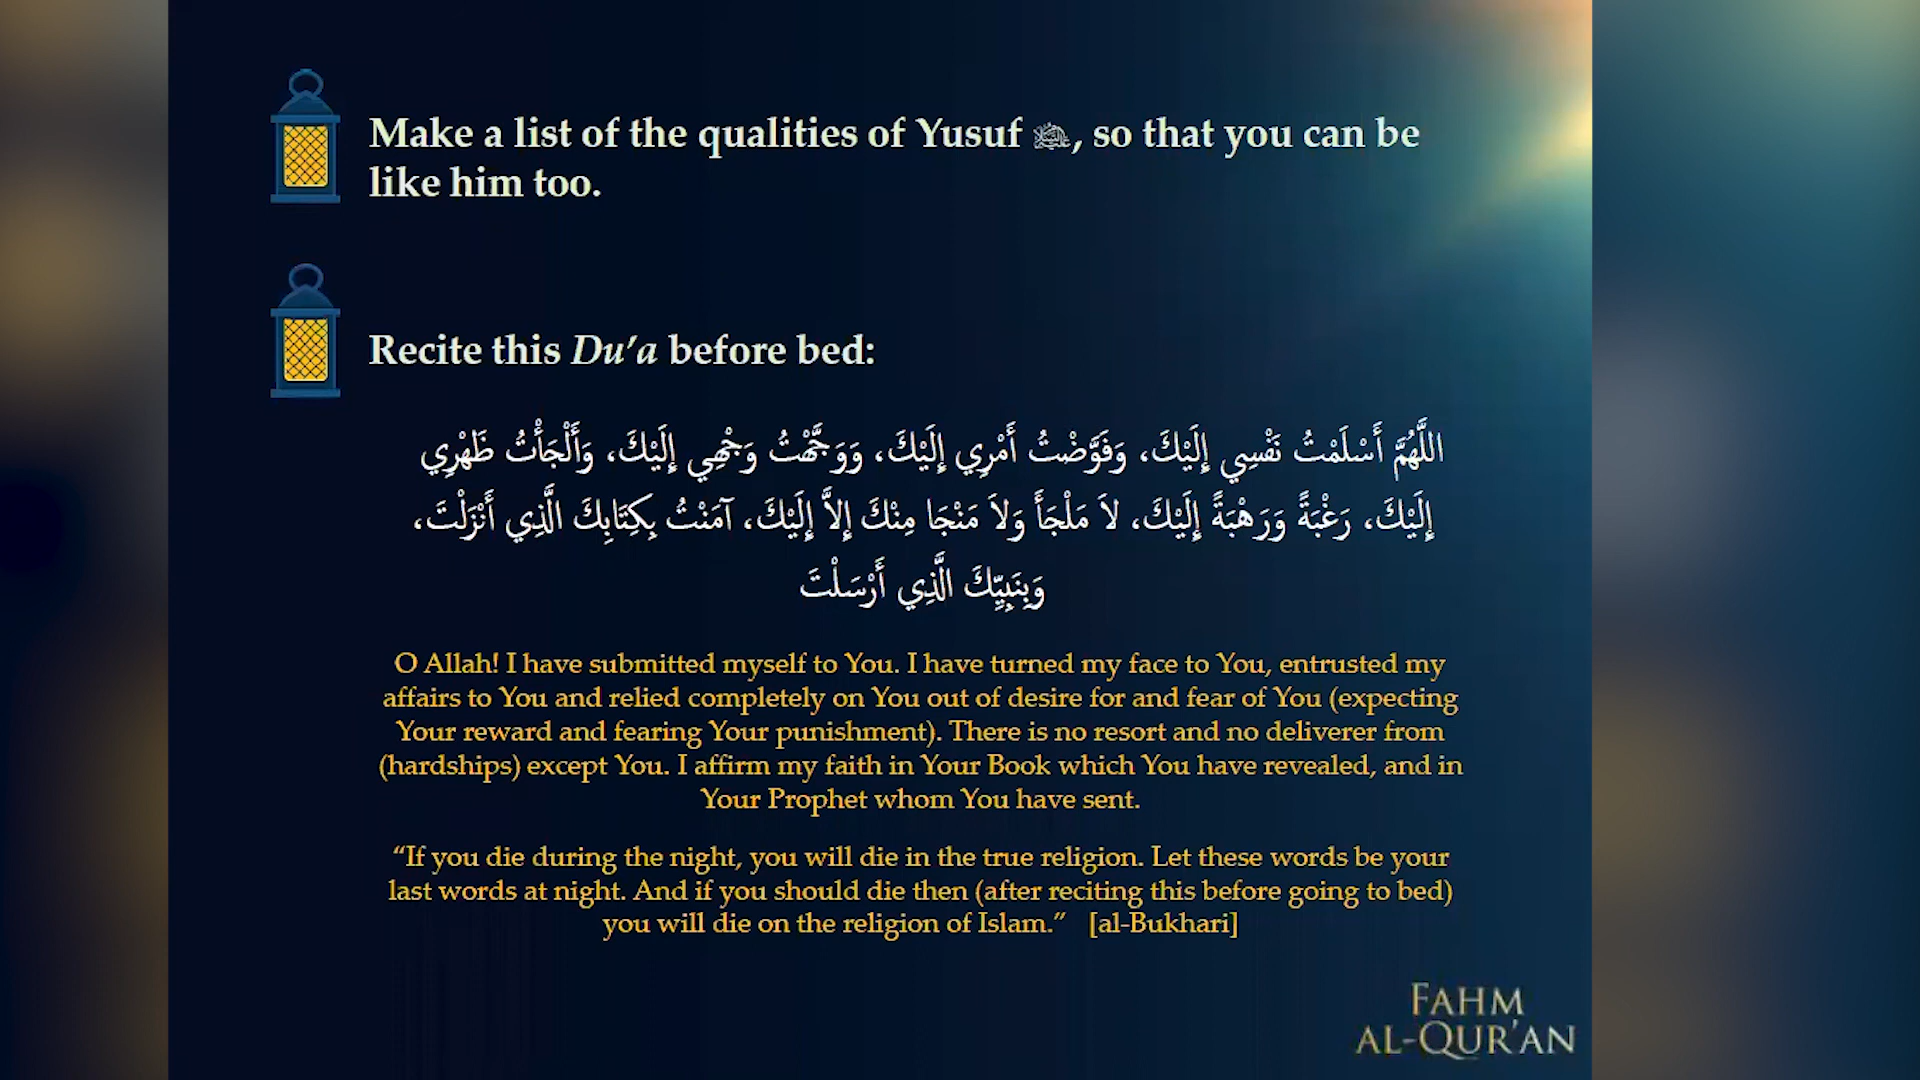 Make a list of the qualities of Yusuf عليه السلام, so that you can be
like him too.
Recite this Du’a before bed:
اللَّهُمَّ أَسْلَمْتُ نَفْسِي إِلَيْكَ، وَفَوَّضْتُ أَمْرِي إِلَيْكَ، وَوَجَّهْتُ وَجْهِي إِلَيْكَ، وَأَلْجَأْتُ ظَهْرِي
إِلَيْكَ، رَغْبَةً وَرَهْبَةً إِلَيْكَ، لاَ مَلْجَأَ وَلاَ مَنْجَا مِنْكَ إِلاَّ إِلَيْكَ، آمَنْتُ بِكِتَابِكَ الَّذِي أَنْزَلْتَ،
وَبِنَبِيِّكَ الَّذِي أَرْسَلْتَ
O Allah! I have submitted myself to You. I have turned my face to You, entrusted my
affairs to You and relied completely on You out of desire for and fear of You (expecting
Your reward and fearing Your punishment). There is no resort and no deliverer from
(hardships) except You. I affirm my faith in Your Book which You have revealed, and in
Your Prophet whom You have sent.
“If you die during the night, you will die in the true religion. Let these words be your
last words at night. And if you should die then (after reciting this before going to bed)
you will die on the religion of Islam.” [al-Bukhari]
FAHM
AL-QUR’AN